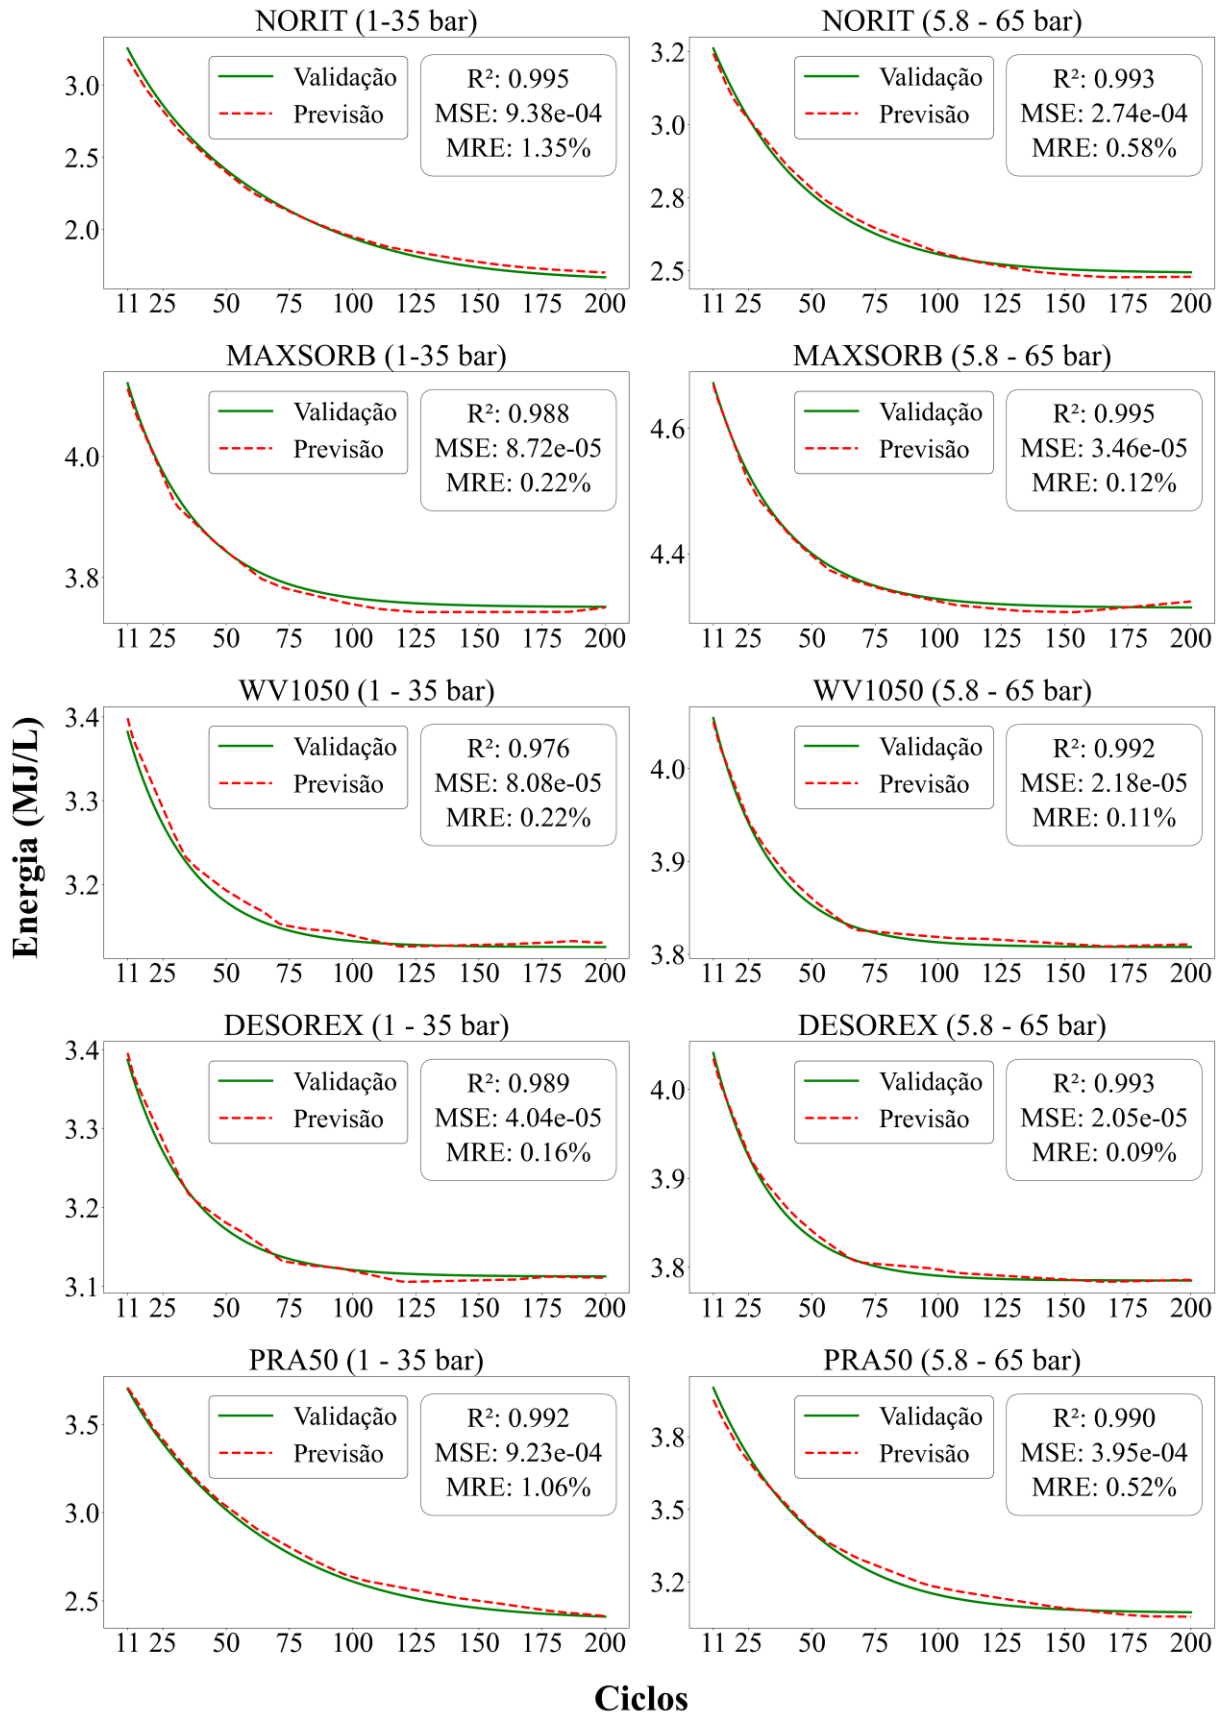 NORIT (1-35 bar)
3.0
2.5
2.0
Validação
Previsão
R²: 0.995
MSE: 9.38e-04
MRE: 1.35%
11 25 50 75 100 125 150 175 200
NORIT (5.8 - 65 bar)
3.2
3.0
2.8
2.5
Validação
Previsão
R²: 0.993
MSE: 2.74e-04
MRE: 0.58%
11 25 50 75 100 125 150 175 200
MAXSORB (1-35 bar)
4.0
3.8
Validação
Previsão
R²: 0.988
MSE: 8.72e-05
MRE: 0.22%
11 25 50 75 100 125 150 175 200
MAXSORB (5.8 - 65 bar)
4.6
4.4
Validação
Previsão
R²: 0.995
MSE: 3.46e-05
MRE: 0.12%
11 25 50 75 100 125 150 175 200
Energia (MJ/L)
WV1050 (1 - 35 bar)
3.4
3.3
3.2
Validação
Previsão
R²: 0.976
MSE: 8.08e-05
MRE: 0.22%
11 25 50 75 100 125 150 175 200
WV1050 (5.8 - 65 bar)
4.0
3.9
3.8
Validação
Previsão
R²: 0.992
MSE: 2.18e-05
MRE: 0.11%
11 25 50 75 100 125 150 175 200
DESOREX (1 - 35 bar)
3.4
3.3
3.2
3.1
Validação
Previsão
R²: 0.989
MSE: 4.04e-05
MRE: 0.16%
11 25 50 75 100 125 150 175 200
DESOREX (5.8 - 65 bar)
4.0
3.9
3.8
Validação
Previsão
R²: 0.993
MSE: 2.05e-05
MRE: 0.09%
11 25 50 75 100 125 150 175 200
PRA50 (1 - 35 bar)
3.5
3.0
2.5
Validação
Previsão
R²: 0.992
MSE: 9.23e-04
MRE: 1.06%
11 25 50 75 100 125 150 175 200
PRA50 (5.8 - 65 bar)
3.8
3.5
3.2
Validação
Previsão
R²: 0.990
MSE: 3.95e-04
MRE: 0.52%
11 25 50 75 100 125 150 175 200
Ciclos